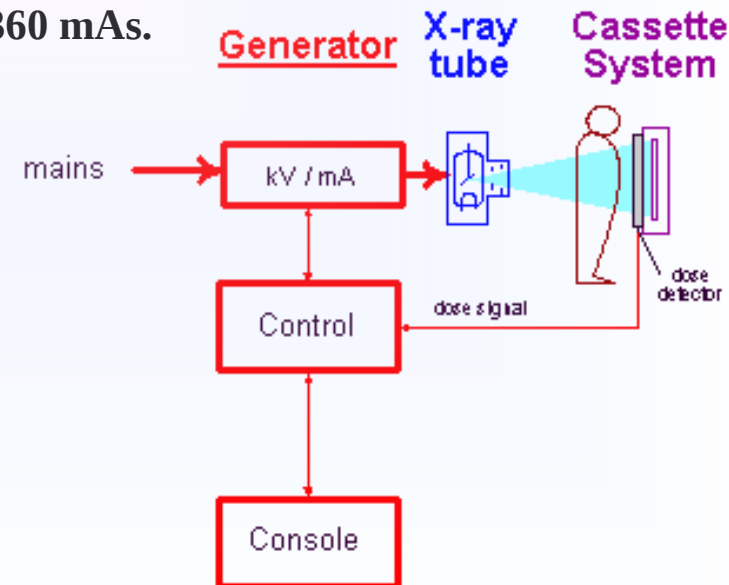 360 mAs.
Generator
X-ray
tube
Cassette
System
mains
kV / mA
dose
detector
dose signal
Control
Console